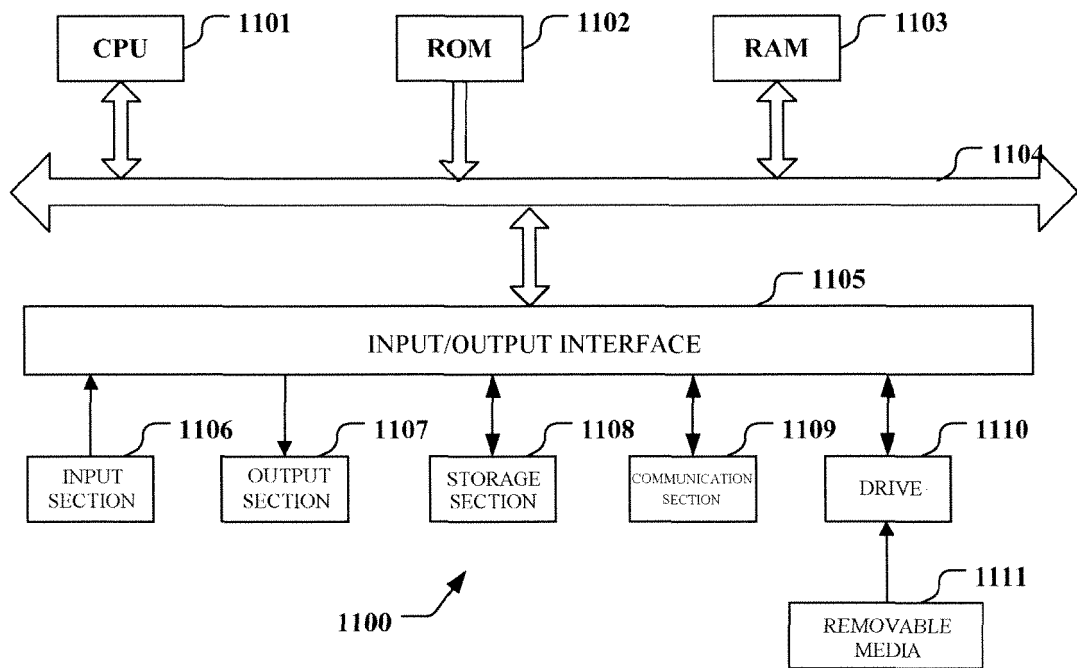 CPU
1101
ROM
1102
RAM
1103
1104
1105
INPUT/OUTPUT INTERFACE
1106
1107
1108
1109
1110
INPUT
SECTION
OUTPUT
SECTION
STORAGE
SECTION
COMMUNICATION
SECTION
DRIVE
1100
1111
REMOVABLE
MEDIA